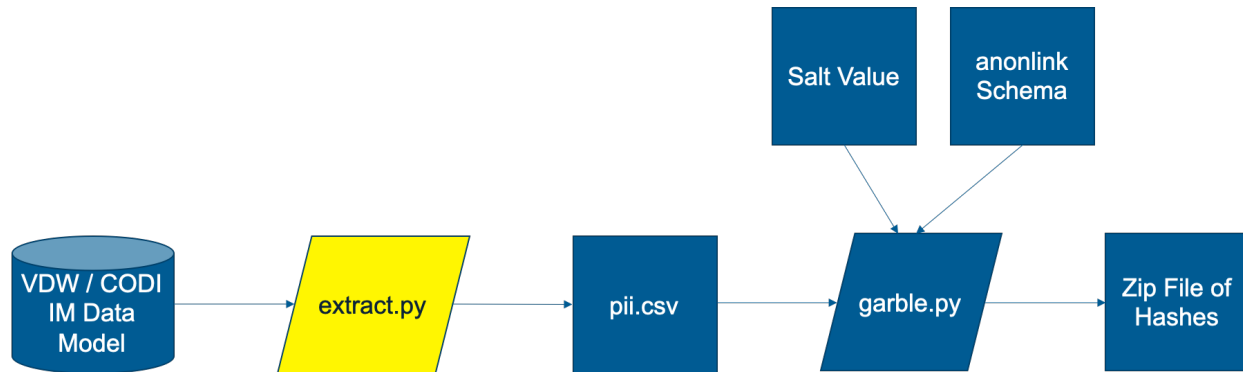 Salt Value
anonlink
Schema
VDW / CODI
IM Data
Model
extract.py
pii.csv
garble.py
Zip File of
Hashes